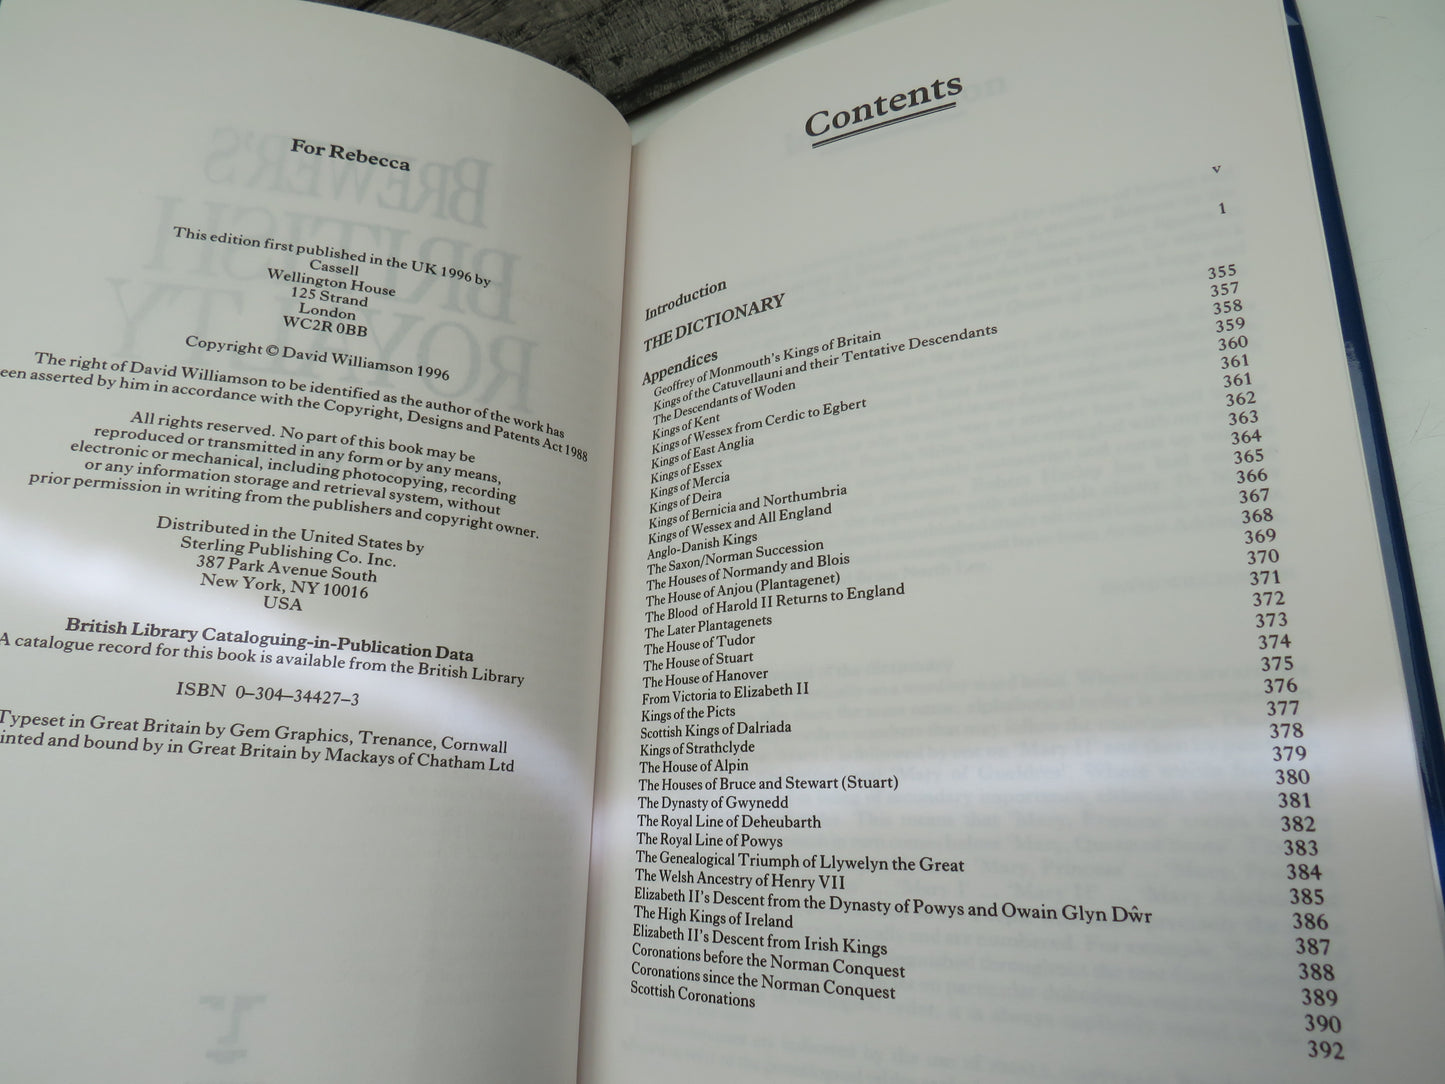 For Rebecca
This edition first published in the UK 1996 by
Cassell
Wellington House
125 Strand
London
WC2R 0BB
Copyright © David Williamson 1996
The right of David Williamson to be identified as the author of the work has
een asserted by him in accordance with the Copyright, Designs and Patents Act 1988
All rights reserved. No part of this book may be
reproduced or transmitted in any form or by any means,
electronic or mechanical, including photocopying, recording
or any information storage and retrieval system, without
prior permission in writing from the publishers and copyright owner.
Distributed in the United States by
Sterling Publishing Co. Inc.
387 Park Avenue South
New York, NY 10016
USA
British Library Cataloguing-in-Publication Data
A catalogue record for this book is available from the British Library
ISBN 0–304–34427–3
Typeset in Great Britain by Gem Graphics, Trenance, Cornwall
inted and bound by in Great Britain by Mackays of Chatham Ltd
Contents
Introduction v
THE DICTIONARY 1
Appendices
Geoffrey of Monmouth's Kings of Britain 355
Kings of the Catuvellauni and their Tentative Descendants 357
The Descendants of Woden 358
Kings of Kent 359
Kings of Wessex from Cerdic to Egbert 360
Kings of East Anglia 361
Kings of Essex 361
Kings of Mercia 362
Kings of Deira 363
Kings of Bernicia and Northumbria 364
Kings of Wessex and All England 365
Anglo-Danish Kings 366
The Saxon/Norman Succession 367
The Houses of Normandy and Blois 368
The House of Anjou (Plantagenet) 369
The Blood of Harold II Returns to England 370
The Later Plantagenets 371
The House of Tudor 372
The House of Stuart 373
The House of Hanover 374
From Victoria to Elizabeth II 375
Kings of the Picts 376
Scottish Kings of Dalriada 377
Kings of Strathclyde 378
The House of Alpin 379
The Houses of Bruce and Stewart (Stuart) 380
The Dynasty of Gwynedd 381
The Royal Line of Deheubarth 382
The Royal Line of Powys 383
The Genealogical Triumph of Llywelyn the Great 384
The Welsh Ancestry of Henry VII 385
Elizabeth II's Descent from the Dynasty of Powys and Owain Glyn Dŵr 386
The High Kings of Ireland 387
Elizabeth II's Descent from Irish Kings 388
Coronations before the Norman Conquest 389
Coronations since the Norman Conquest 390
Scottish Coronations 392